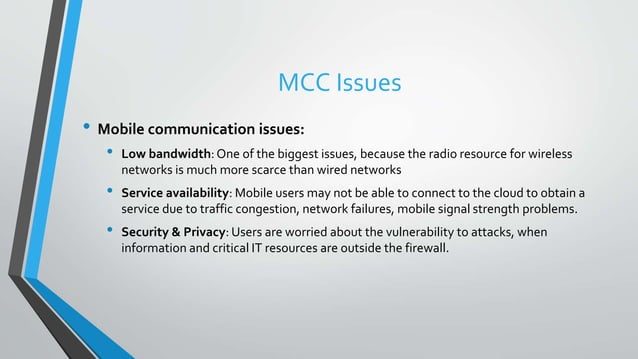 MCC Issues
• Mobile communication issues:
• Low bandwidth: One of the biggest issues, because the radio resource for wireless
networks is much more scarce than wired networks
• Service availability: Mobile users may not be able to connect to the cloud to obtain a
service due to traffic congestion, network failures, mobile signal strength problems.
• Security & Privacy: Users are worried about the vulnerability to attacks, when
information and critical IT resources are outside the firewall.